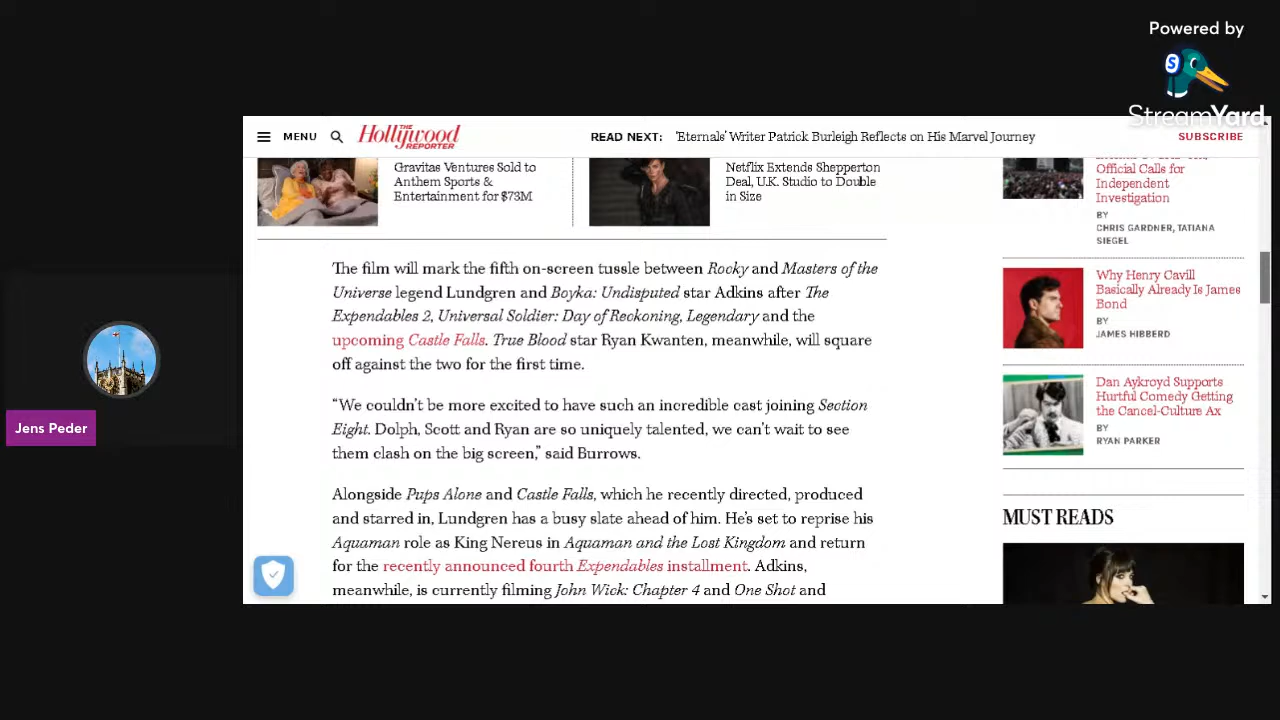 Powered by
S
StreamYard
MENU
THE
Hollywood
REPORTER
READ NEXT: 'Eternals' Writer Patrick Burleigh Reflects on His Marvel Journey
SUBSCRIBE
Gravitas Ventures Sold to
Anthem Sports &
Entertainment for $73M
Netflix Extends Shepperton
Deal, U.K. Studio to Double
in Size
The film will mark the fifth on-screen tussle between Rooky and Masters of the
Universe legend Lundgren and Boyka: Undisputed star Adkins after The
Expendables 2, Universal Soldier: Day of Reckoning, Legendary and the
upcoming Castle Falls. True Blood star Ryan Kwanten, meanwhile, will square
off against the two for the first time.
“We couldn’t be more excited to have such an incredible cast joining Section
Eight. Dolph, Scott and Ryan are so uniquely talented, we can’t wait to see
them clash on the big screen,” said Burrows.
Alongside Pups Alone and Castle Falls, which he recently directed, produced
and starred in, Lundgren has a busy slate ahead of him. He’s set to reprise his
Aquaman role as King Nereus in Aquaman and the Lost Kingdom and return
for the recently announced fourth Expendables installment. Adkins,
meanwhile, is currently filming John Wick: Chapter 4 and One Shot and
Official Calls for
Independent
Investigation
BY
CHRIS GARDNER, TATIANA
SIEGEL
Why Henry Cavill
Basically Already Is James
Bond
BY
JAMES HIBBERD
Dan Aykroyd Supports
Hurtful Comedy Getting
the Cancel-Culture Ax
BY
RYAN PARKER
MUST READS
Jens Peder